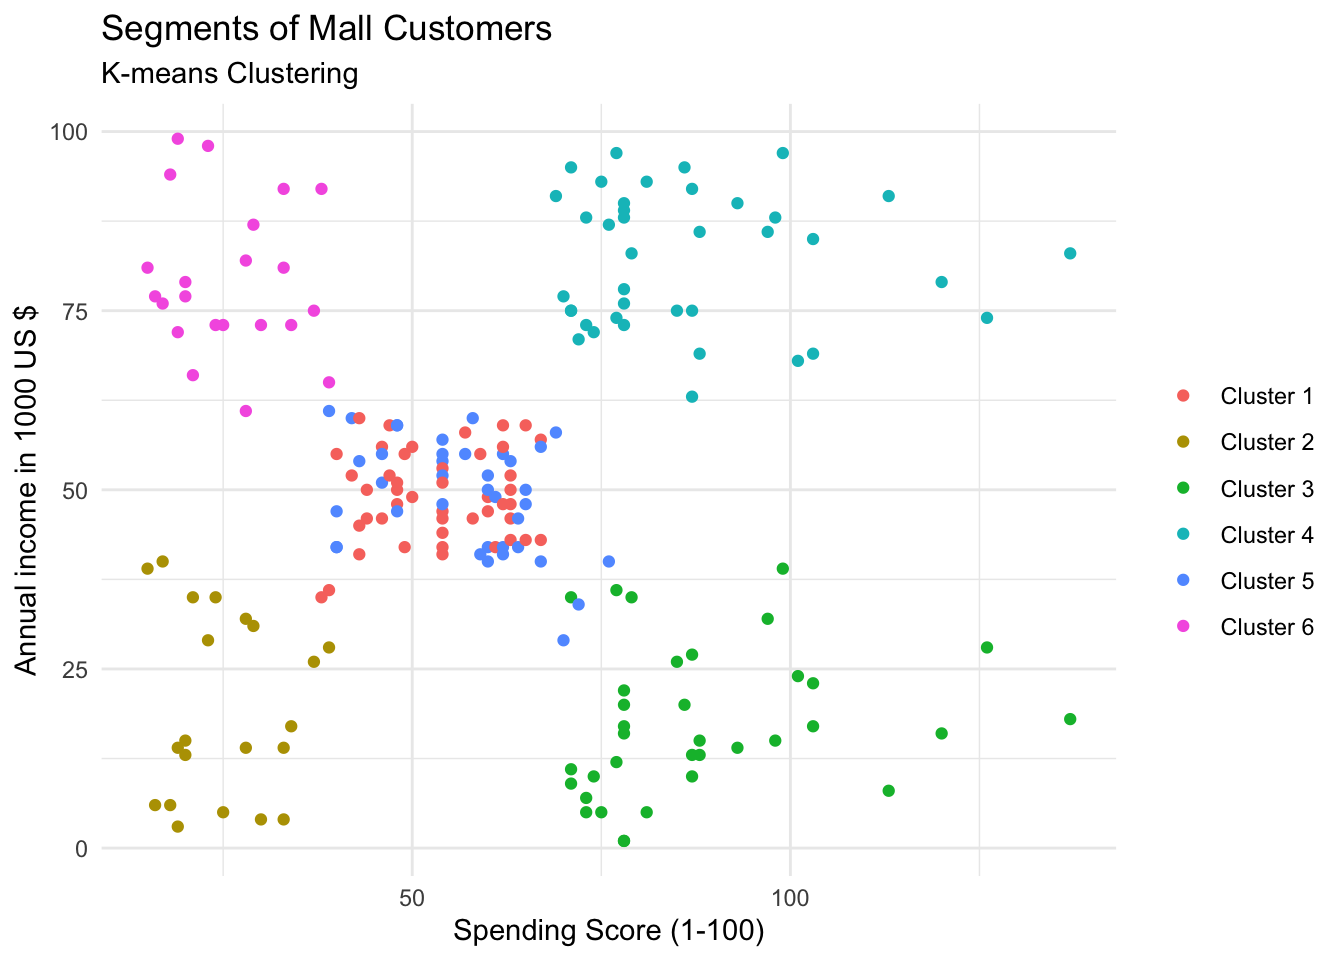 Segments of Mall Customers
K-means Clustering
100
75
50
25
0
Annual income in 1000 US $
50
100
Spending Score (1-100)
Cluster 1
Cluster 2
Cluster 3
Cluster 4
Cluster 5
Cluster 6